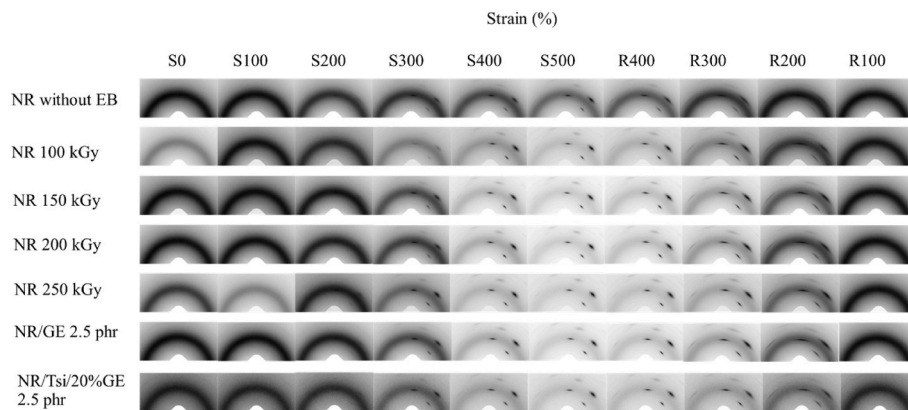 Strain (%)
S0 S100 S200 S300 S400 S500 R400 R300 R200 R100
NR without EB
NR 100 kGy
NR 150 kGy
NR 200 kGy
NR 250 kGy
NR/GE 2.5 phr
NR/Tsi/20%GE
2.5 phr